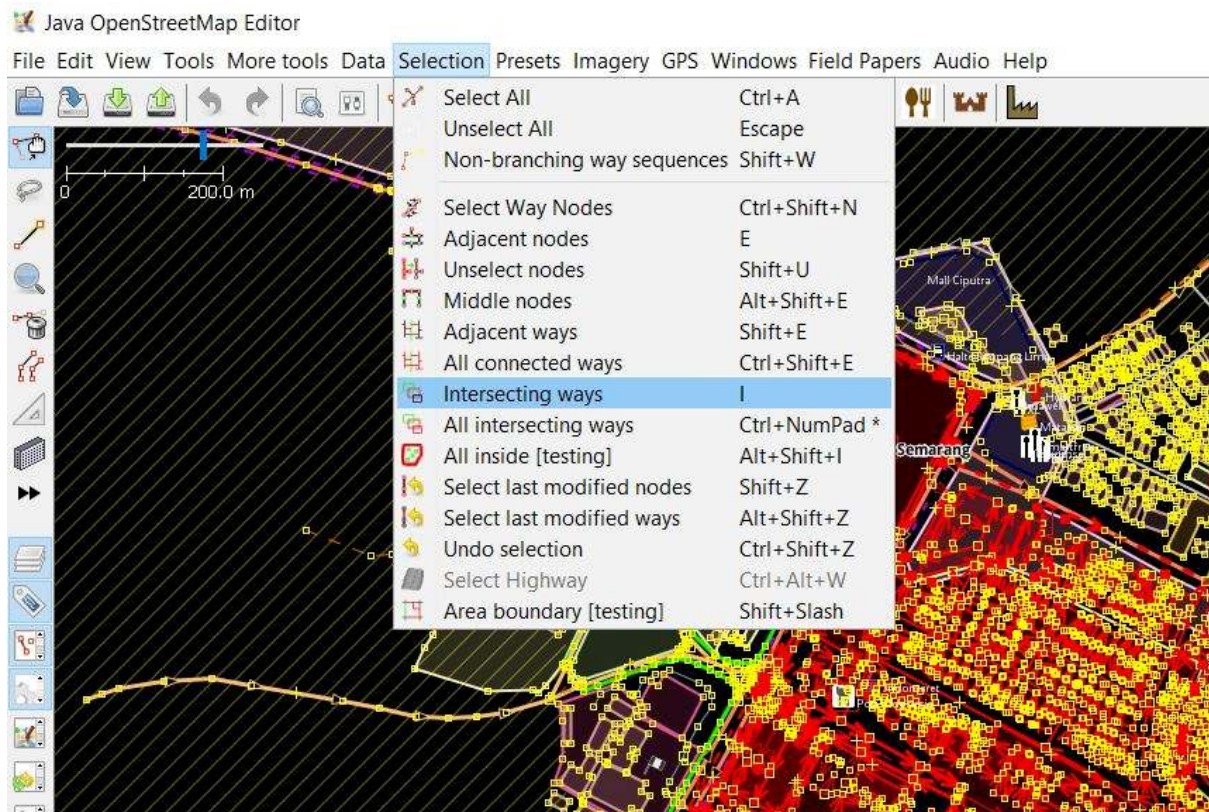 Java OpenStreetMap Editor
File Edit View Tools More tools Data Selection Presets Imagery GPS Windows Field Papers Audio Help
Select All Ctrl+A
Unselect All Escape
Non-branching way sequences Shift+W
0 200.0 m
Select Way Nodes Ctrl+Shift+N
Adjacent nodes E
Unselect nodes Shift+U
Middle nodes Alt+Shift+E
Mall Ciputra
Adjacent ways Shift+E
All connected ways Ctrl+Shift+E
Intersecting ways I
All intersecting ways Ctrl+NumPad *
Semarang
All inside [testing] Alt+Shift+I
Select last modified nodes Shift+Z
Select last modified ways Alt+Shift+Z
Undo selection Ctrl+Shift+Z
Select Highway Ctrl+Alt+W
Area boundary [testing] Shift+Slash